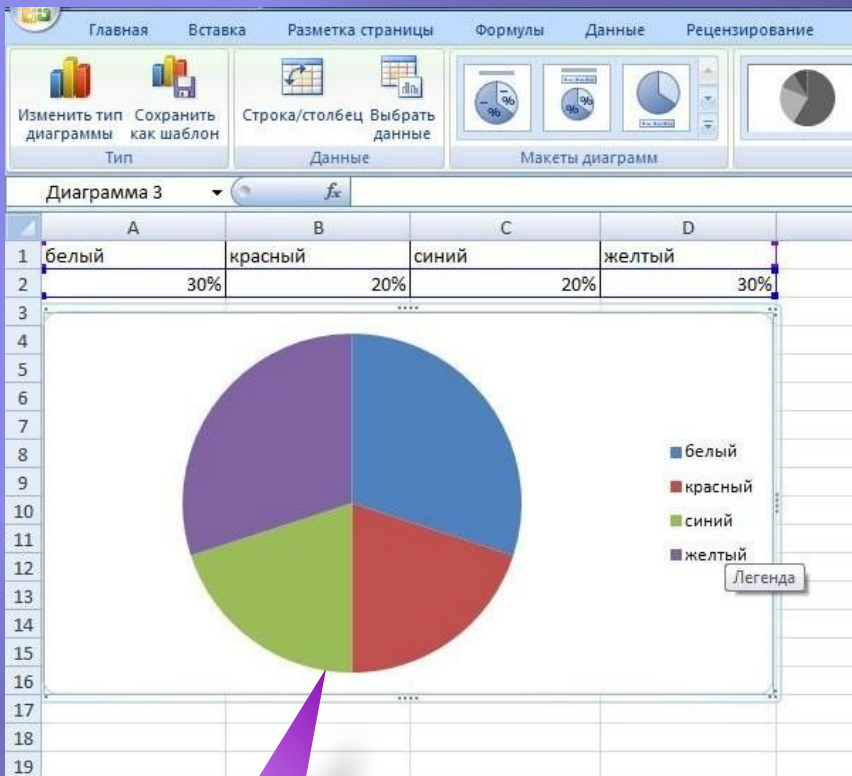 Главная Вставка Разметка страницы Формулы Данные Рецензирование
Изменить тип диаграммы Сохранить как шаблон Строка/столбец Выбрать данные
Тип Данные Макеты диаграмм
Диаграмма 3 fx
A B C D
1 белый красный синий желтый
2 30% 20% 20% 30%
3
4
5
6
7
8 белый
9
10 красный
11 синий
12 желтый
Легенда
13
14
15
16
17
18
19